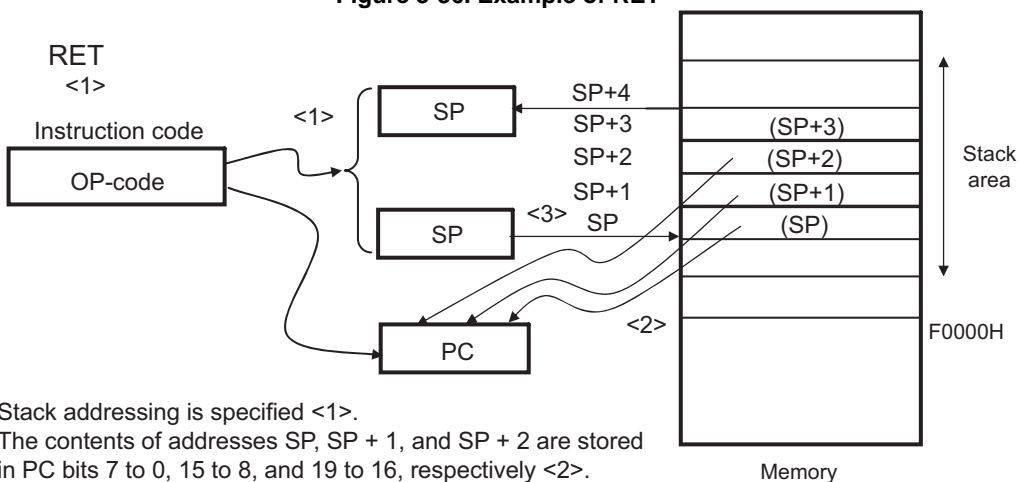 Figure Example of RET
RET
<1>
Instruction code
OP-code
<1>
SP
SP
<3>
SP+4
SP+3
SP+2
SP+1
SP
(SP+3)
(SP+2)
(SP+1)
(SP)
Stack
area
<2>
PC
F0000H
Memory
Stack addressing is specified <1>.
The contents of addresses SP, SP + 1, and SP + 2 are stored
in PC bits 7 to 0, 15 to 8, and 19 to 16, respectively <2>.